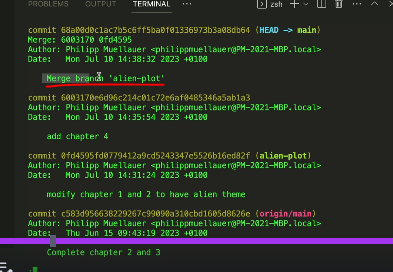 PROBLEMS OUTPUT TERMINAL ... zsh
commit 68a00d0c1ac7b5c6ff5ba0f01336973b3a08db64 (HEAD -> main)
Merge: 6003170 0fd4595
Author: Philipp Muellauer <philippmuellauer@PM-2021-MBP.local>
Date: Mon Jul 10 14:38:32 2023 +0100
Merge branch 'alien-plot'
commit 6003170e6d96c214c01c72e6af0485346a5ab1a3
Author: Philipp Muellauer <philippmuellauer@PM-2021-MBP.local>
Date: Mon Jul 10 14:35:54 2023 +0100
add chapter 4
commit 0fd4595fd0779412a9cd5243347e5526b16ed82f (alien-plot)
Author: Philipp Muellauer <philippmuellauer@PM-2021-MBP.local>
Date: Mon Jul 10 14:31:24 2023 +0100
modify chapter 1 and 2 to have alien theme
commit c583d956638229267c99090a310cbd1605d8626e (origin/main)
Author: Philipp Muellauer <philippmuellauer@PM-2021-MBP.local>
Date: Thu Jun 15 09:43:19 2023 +0100
Complete chapter 2 and 3
: